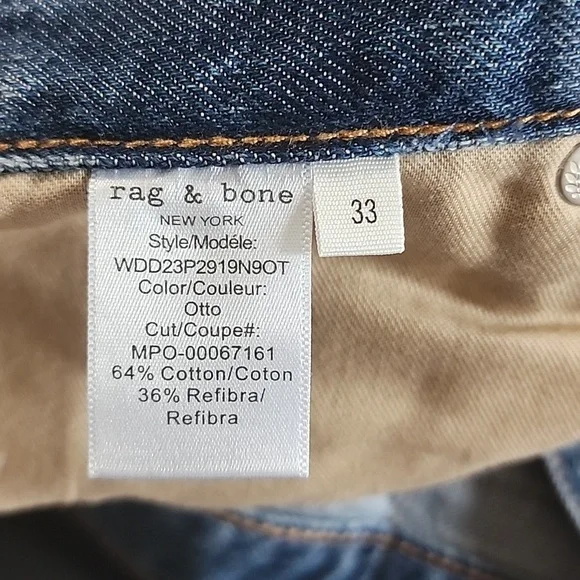 rag & bone
NEW YORK
Style/Modéle:
WDD23P2919N9OT
Color/Couleur:
Otto
Cut/Coupe#:
MPO-00067161
64% Cotton/Coton
36% Refibra/
Refibra
33